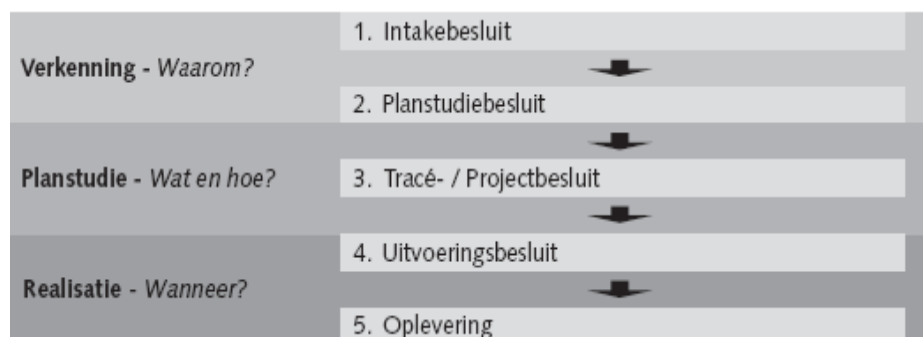 1. Intakebesluit
Verkenning - Waarom?
2. Planstudiebesluit
Planstudie - Wat en hoe?
3. Tracé- / Projectbesluit
4. Uitvoeringsbesluit
Realisatie - Wanneer?
5. Oplevering